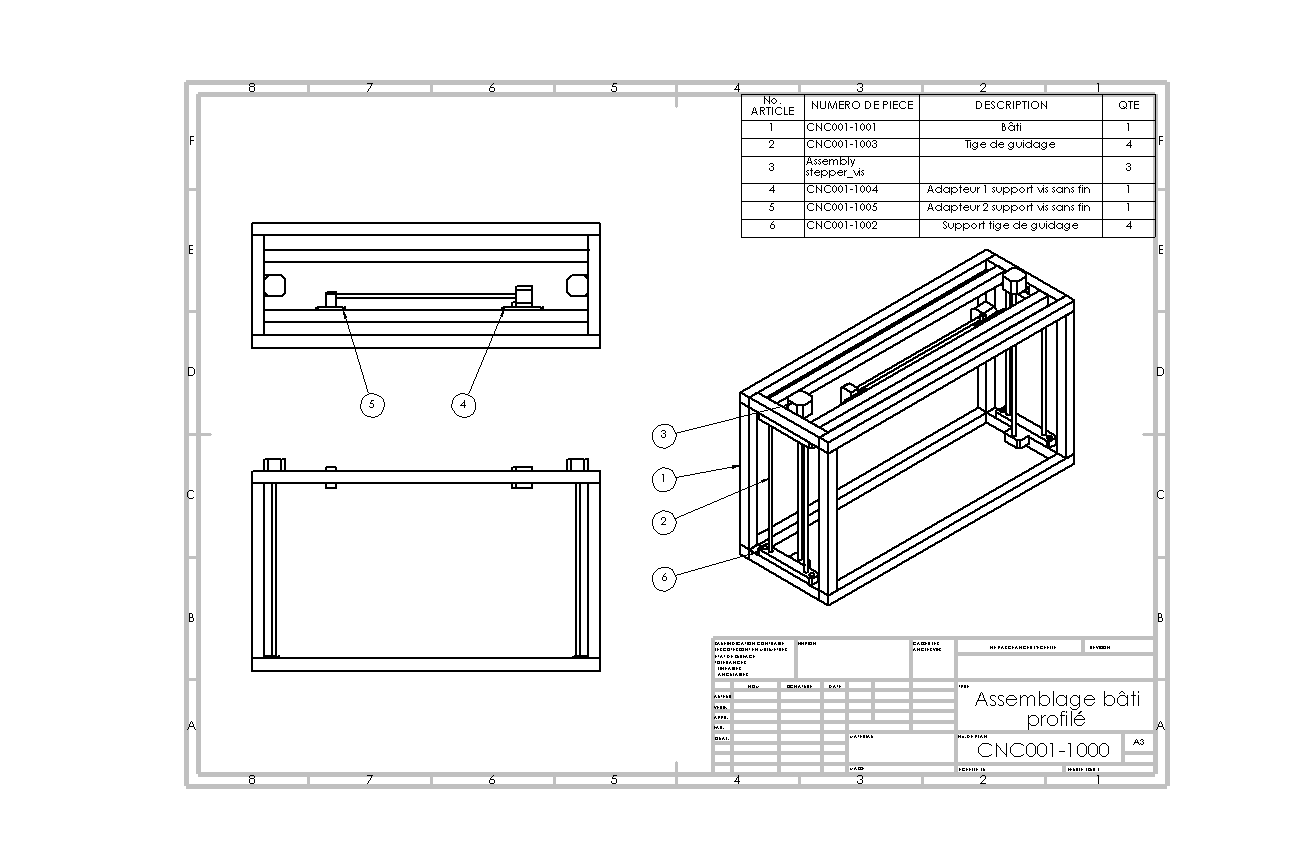 8 7 6 5 4 3 2 1
No. ARTICLE NUMERO DE PIECE DESCRIPTION QTE
1 CNC001-1001 Bâti 1
2 CNC001-1003 Tige de guidage 4
3 Assembly stepper_vis 3
4 CNC001-1004 Adapteur 1 support vis sans fin 1
5 CNC001-1005 Adapteur 2 support vis sans fin 1
6 CNC001-1002 Support tige de guidage 4
F F
E E
D D
5 4
3
1
C C
2
6
B B
REVISION
Assemblage bâti
profilé
A A
CNC001-1000
A3
8 7 6 5 4 3 2 1